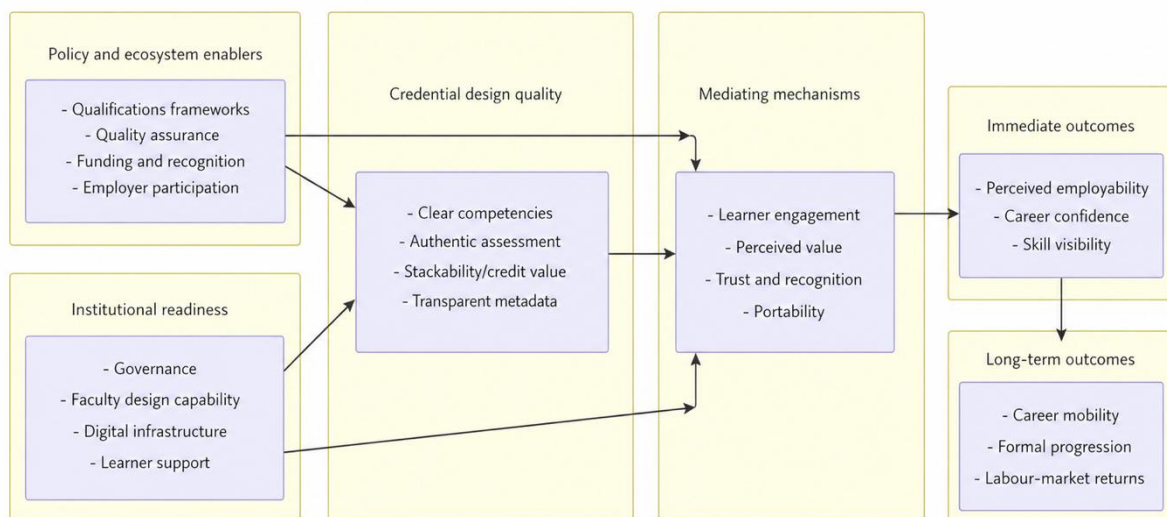 Policy and ecosystem enablers
- Qualifications frameworks
- Quality assurance
- Funding and recognition
- Employer participation
Institutional readiness
- Governance
- Faculty design capability
- Digital infrastructure
- Learner support
Credential design quality
- Clear competencies
- Authentic assessment
- Stackability/credit value
- Transparent metadata
Mediating mechanisms
- Learner engagement
- Perceived value
- Trust and recognition
- Portability
Immediate outcomes
- Perceived employability
- Career confidence
- Skill visibility
Long-term outcomes
- Career mobility
- Formal progression
- Labour-market returns